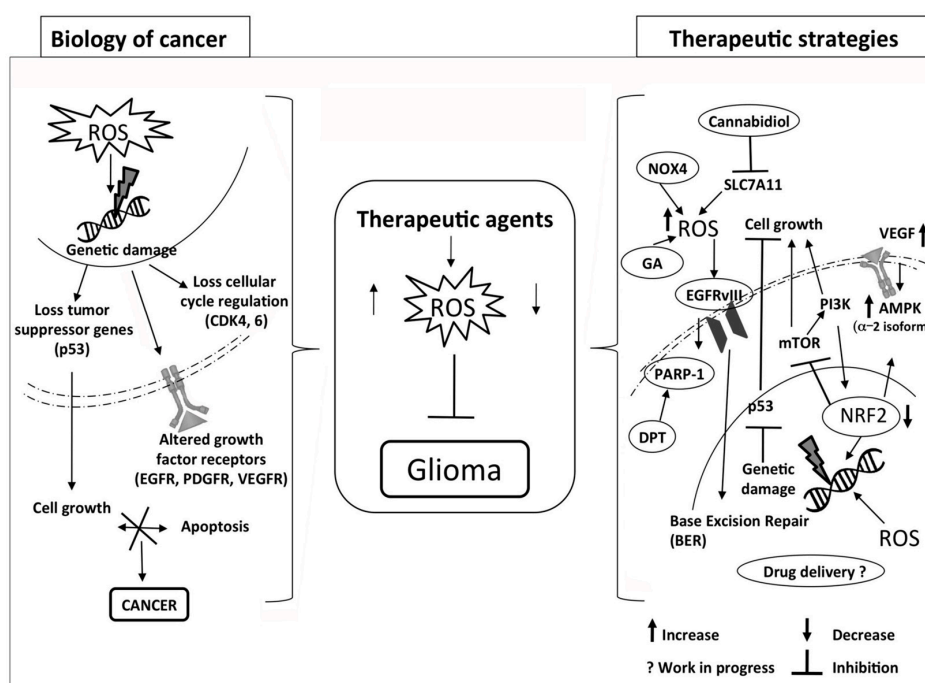 Biology of cancer
ROS
Genetic damage
Loss tumor
suppressor genes
(p53)
Loss cellular
cycle regulation
(CDK4, 6)
Altered growth
factor receptors
(EGFR, PDGFR, VEGFR)
Cell growth
Apoptosis
CANCER
Therapeutic agents
ROS
Glioma
Therapeutic strategies
Cannabidiol
NOX4
SLC7A11
ROS
GA
Cell growth
VEGF
EGFRvIII
PI3K
AMPK
(α−2 isoform
mTOR
PARP-1
p53
NRF2
DPT
Genetic
damage
Base Excision Repair
(BER)
ROS
Drug delivery ?
Increase
Decrease
? Work in progress
Inhibition